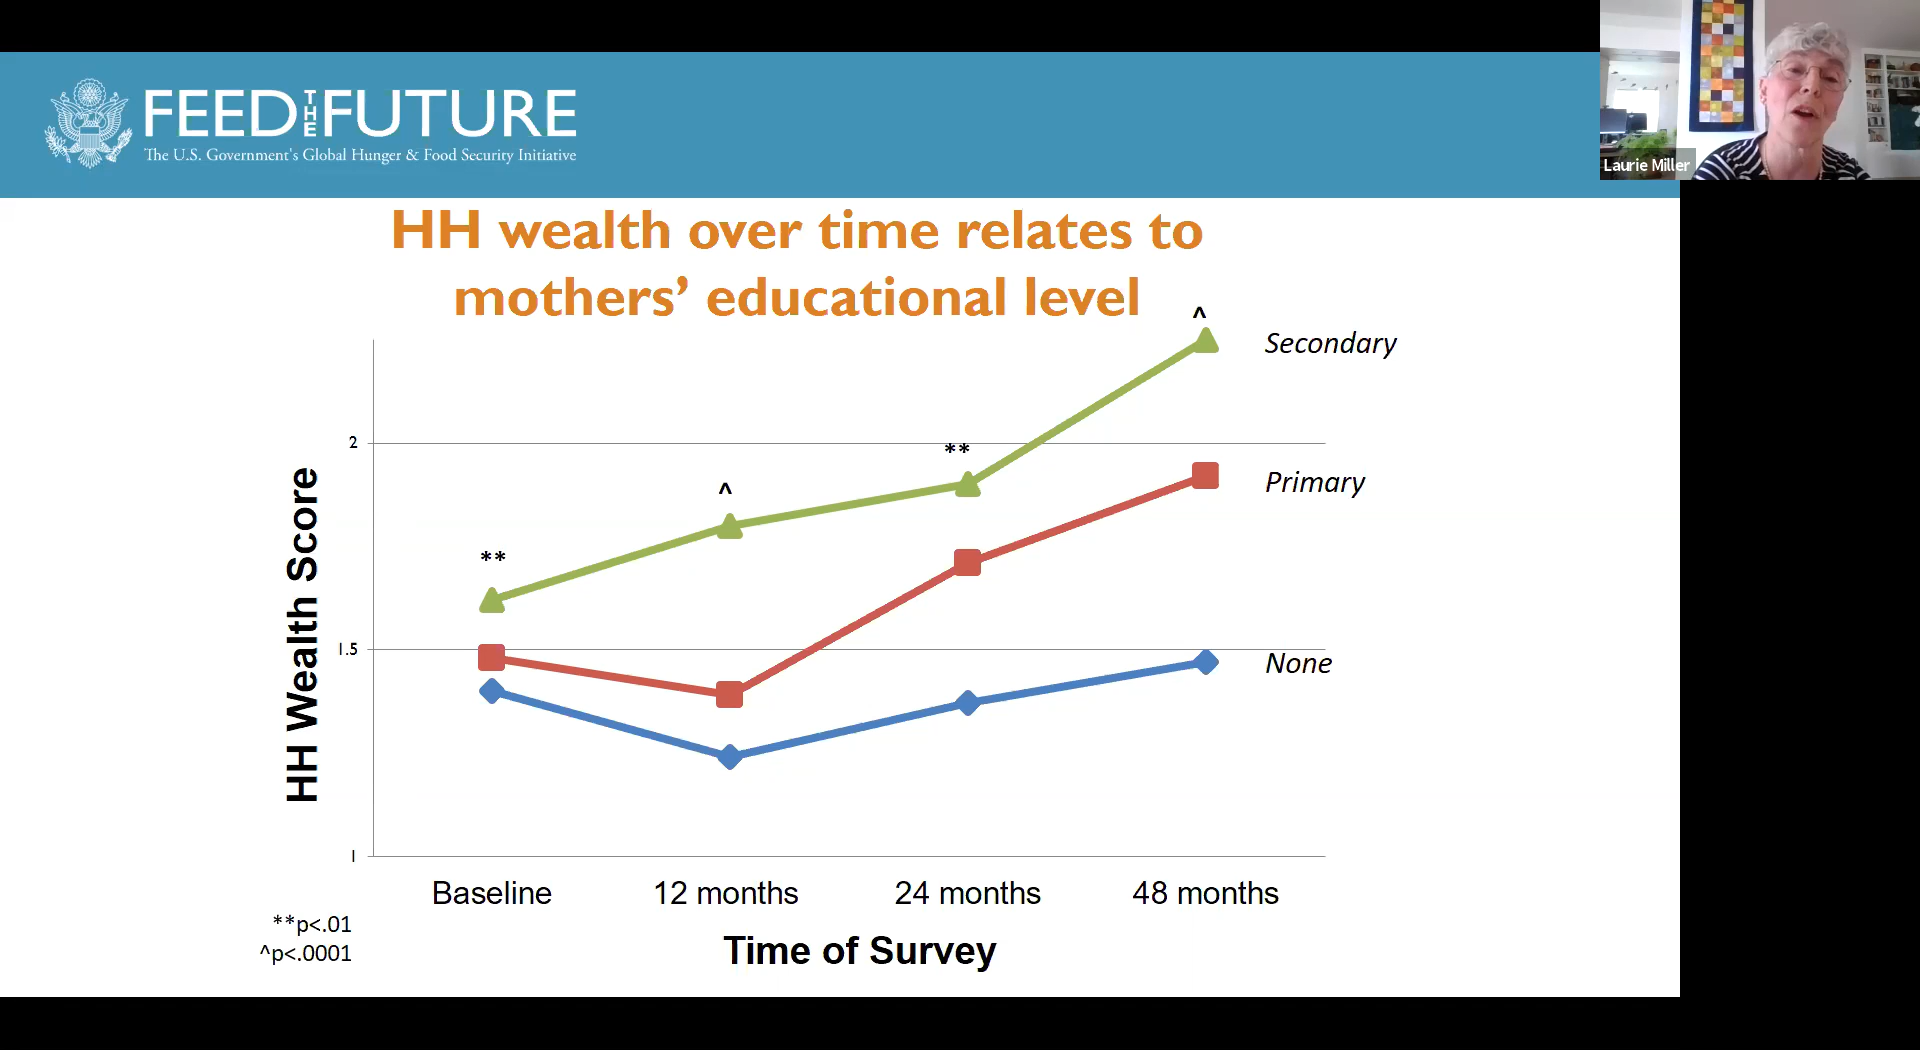 FEED THE FUTURE
The U.S. Government's Global Hunger & Food Security Initiative
Laurie Miller
HH wealth over time relates to
mothers’ educational level
^
Secondary
2
**
^
Primary
**
1.5
None
HH Wealth Score
1
Baseline
12 months
24 months
48 months
**p<.01
^p<.0001
Time of Survey